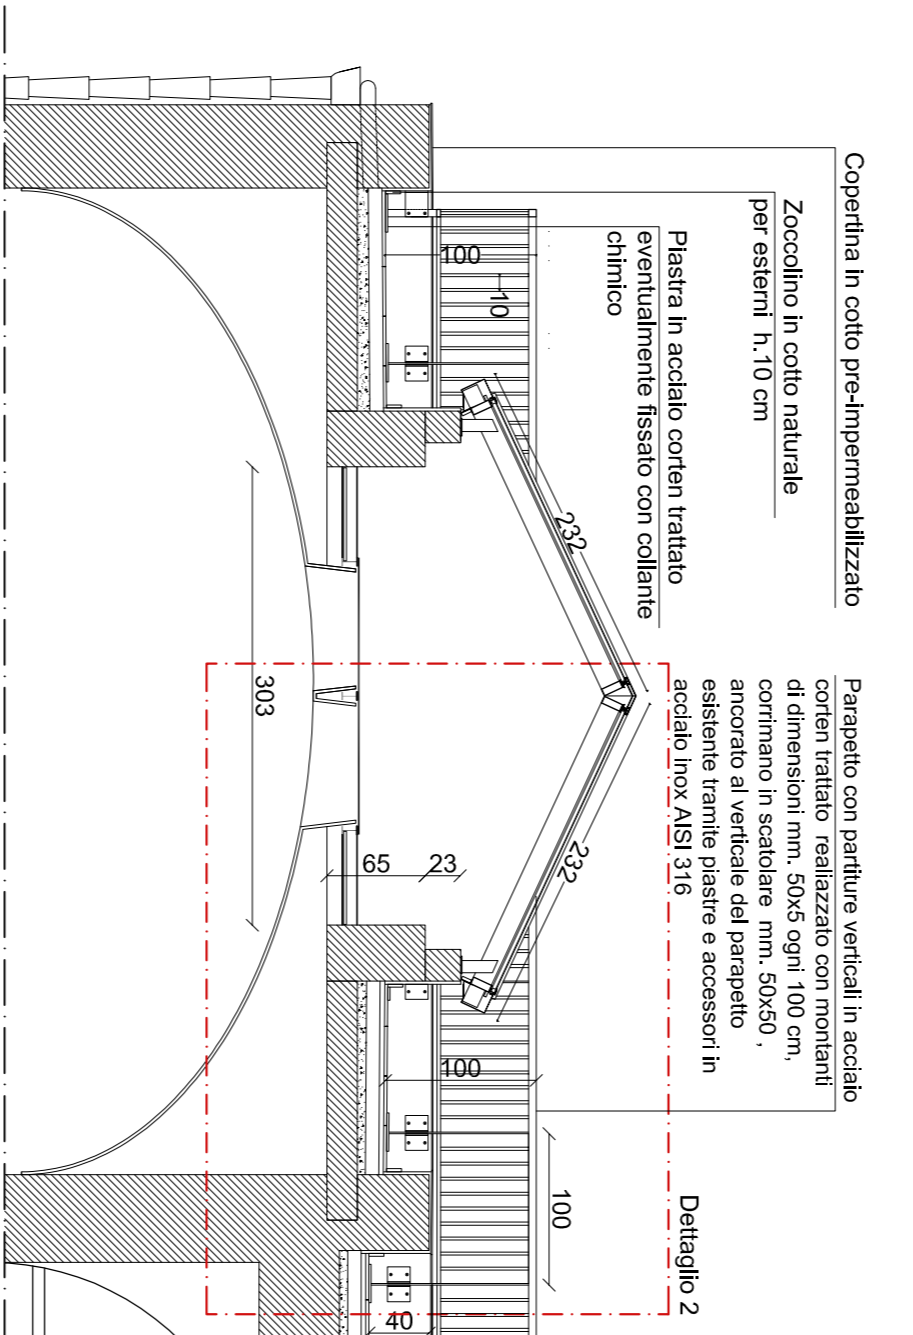 Copertina in cotto pre-impermeabilizzato
Zoccolino in cotto naturale
per esterni h.10 cm
Piastra in acciaio corten trattato
eventualmente fissato con collante
chimico
Parapetto con partiture verticali in acciaio
corten trattato realiazzato con montanti
di dimensioni mm. 50x5 ogni 100 cm,
corrimano in scatolare mm. 50x50 ,
ancorato al verticale del parapetto
esistente tramite piastre e accessori in
acciaio inox AISI 316
Dettaglio 2
100
10
232
232
303
65
23
100
100
40